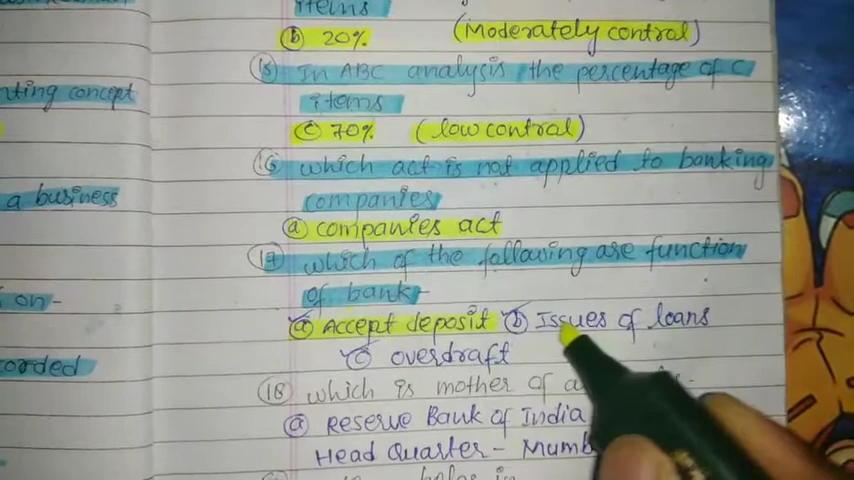 items
nting concept
(b) 20% (Moderately control)
(15) In ABC analysis the percentage of C
items
(c) 70% (low control)
(16) which act is not applied to banking
a business
companies
(a) companies act
(17) which of the following are function
on-
of bank-
(a) Accept deposit (b) Issues of loans
(c) overdraft
orded
(18) which is mother of a
(a) Reserve Bank of India
Head Quarter - Mumb